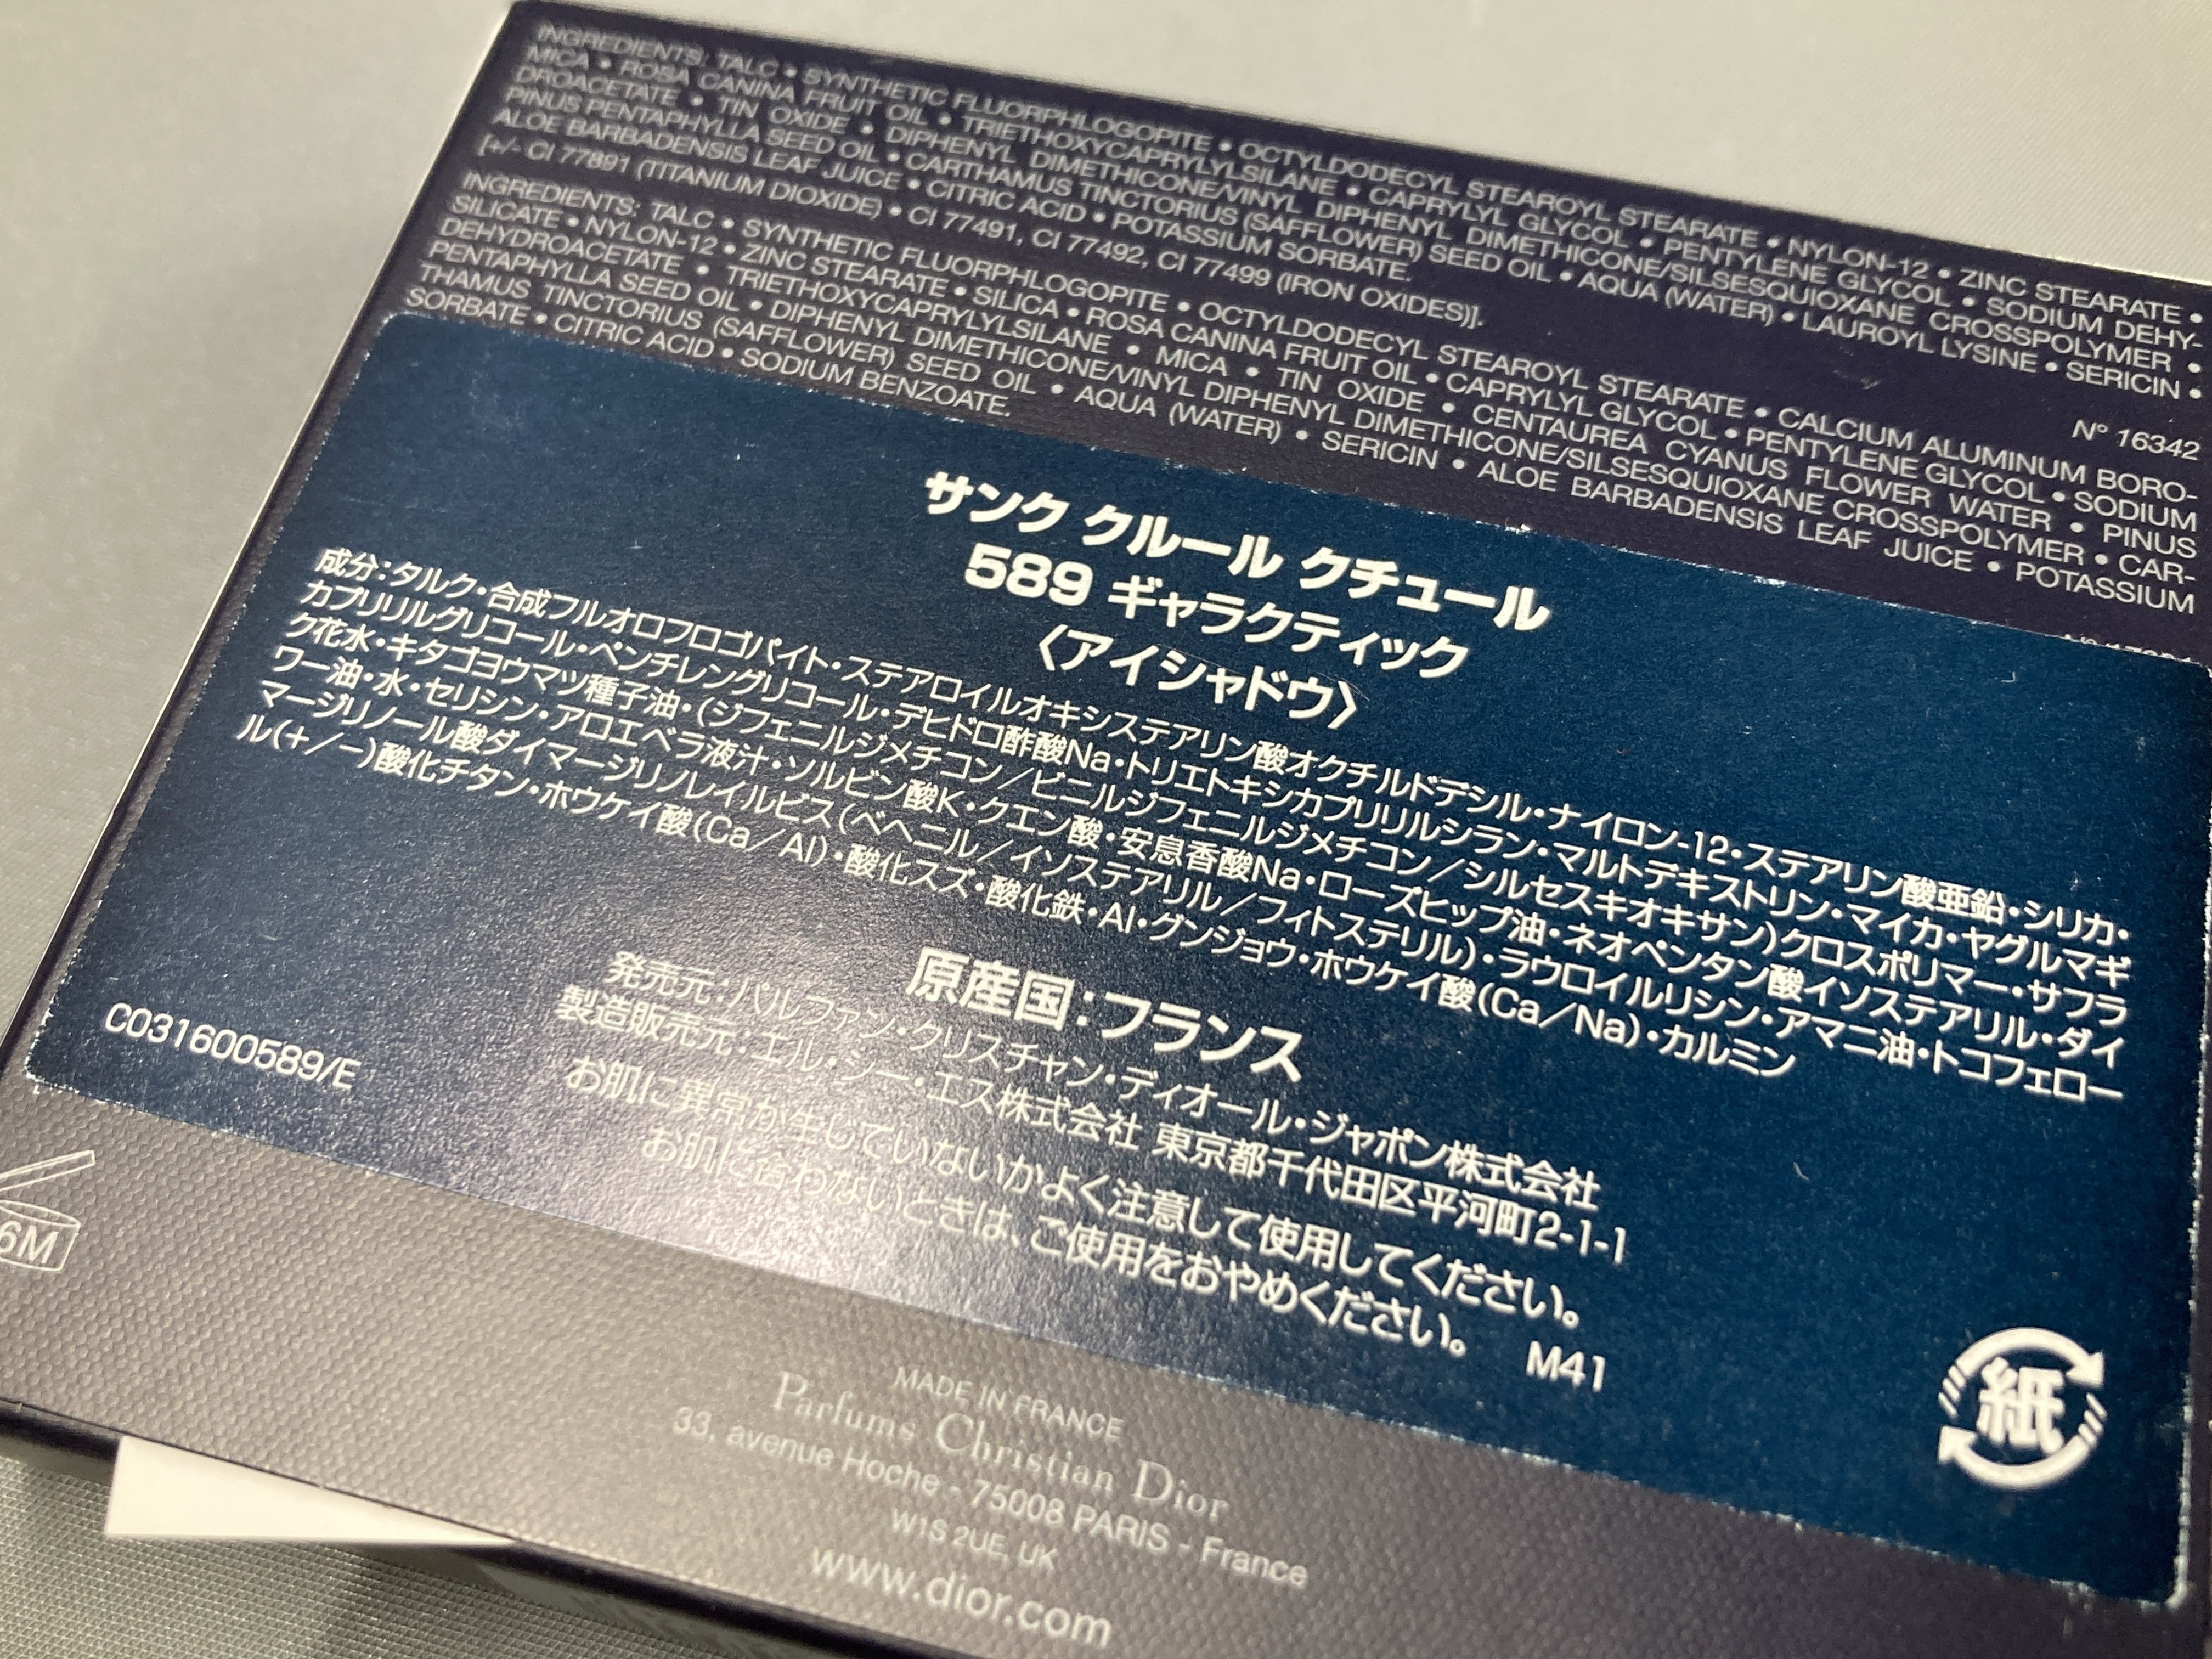 INGREDIENTS: TALC • SYNTHETIC FLUORPHLOGOPITE • OCTYLDODECYL STEAROYL STEARATE • NYLON-12 • ZINC STEARATE •
MICA • ROSA CANINA FRUIT OIL • TRIETHOXYCAPRYLYLSILANE • CAPRYLYL GLYCOL • PENTYLENE GLYCOL • SODIUM DEHY-
DROACETATE • TIN OXIDE • DIPHENYL DIMETHICONE/VINYL DIPHENYL DIMETHICONE/SILSESQUIOXANE CROSSPOLYMER •
PINUS PENTAPHYLLA SEED OIL • CARTHAMUS TINCTORIUS (SAFFLOWER) SEED OIL • AQUA (WATER) • LAUROYL LYSINE • SERICIN •
ALOE BARBADENSIS LEAF JUICE • CITRIC ACID • POTASSIUM SORBATE.
[+/- CI 77891 (TITANIUM DIOXIDE) • CI 77491, CI 77492, CI 77499 (IRON OXIDES)].
N° 16342
INGREDIENTS: TALC • SYNTHETIC FLUORPHLOGOPITE • OCTYLDODECYL STEAROYL STEARATE • CALCIUM ALUMINUM BORO-
SILICATE • NYLON-12 • ZINC STEARATE • SILICA • ROSA CANINA FRUIT OIL • CAPRYLYL GLYCOL • PENTYLENE GLYCOL • SODIUM
DEHYDROACETATE • TRIETHOXYCAPRYLYLSILANE • MICA • TIN OXIDE • CENTAUREA CYANUS FLOWER WATER • PINUS
PENTAPHYLLA SEED OIL • DIPHENYL DIMETHICONE/VINYL DIPHENYL DIMETHICONE/SILSESQUIOXANE CROSSPOLYMER • CAR-
THAMUS TINCTORIUS (SAFFLOWER) SEED OIL • AQUA (WATER) • SERICIN • ALOE BARBADENSIS LEAF JUICE • POTASSIUM
SORBATE • CITRIC ACID • SODIUM BENZOATE.
サンク クルール クチュール
589 ギャラクティック
〈アイシャドウ〉
成分:タルク・合成フルオロフロゴパイト・ステアロイルオキシステアリン酸オクチルドデシル・ナイロン-12・ステアリン酸亜鉛・シリカ・
カプリリルグリコール・ペンチレングリコール・デヒドロ酢酸Na・トリエトキシカプリリルシラン・マルトデキストリン・マイカ・ヤグルマギ
ク花水・キタゴヨウマツ種子油・(ジフェニルジメチコン/ビニルジフェニルジメチコン/シルセスキオキサン)クロスポリマー・サフラ
ワー油・水・セリシン・アロエベラ液汁・ソルビン酸K・クエン酸・安息香酸Na・ローズヒップ油・ネオペンタン酸イソステアリル・ダイ
マージリノール酸ダイマージリノレイルビス(ベヘニル/イソステアリル/フィトステリル)・ラウロイルリシン・アマニ油・トコフェロー
ル(+/-)酸化チタン・ホウケイ酸(Ca/Al)・酸化スズ・酸化鉄・Al・グンジョウ・ホウケイ酸(Ca/Na)・カルミン
原産国:フランス
発売元:パルファン・クリスチャン・ディオール・ジャポン株式会社
製造販売元:エル・シー・エス株式会社 東京都千代田区平河町2-1-1
お肌に異常が生じていないかよく注意して使用してください。
お肌に合わないときは、ご使用をおやめください。 M41
C031600589/E
紙
6M
MADE IN FRANCE
Parfums Christian Dior
33, avenue Hoche - 75008 PARIS - France
W1S 2UE, UK
www.dior.com